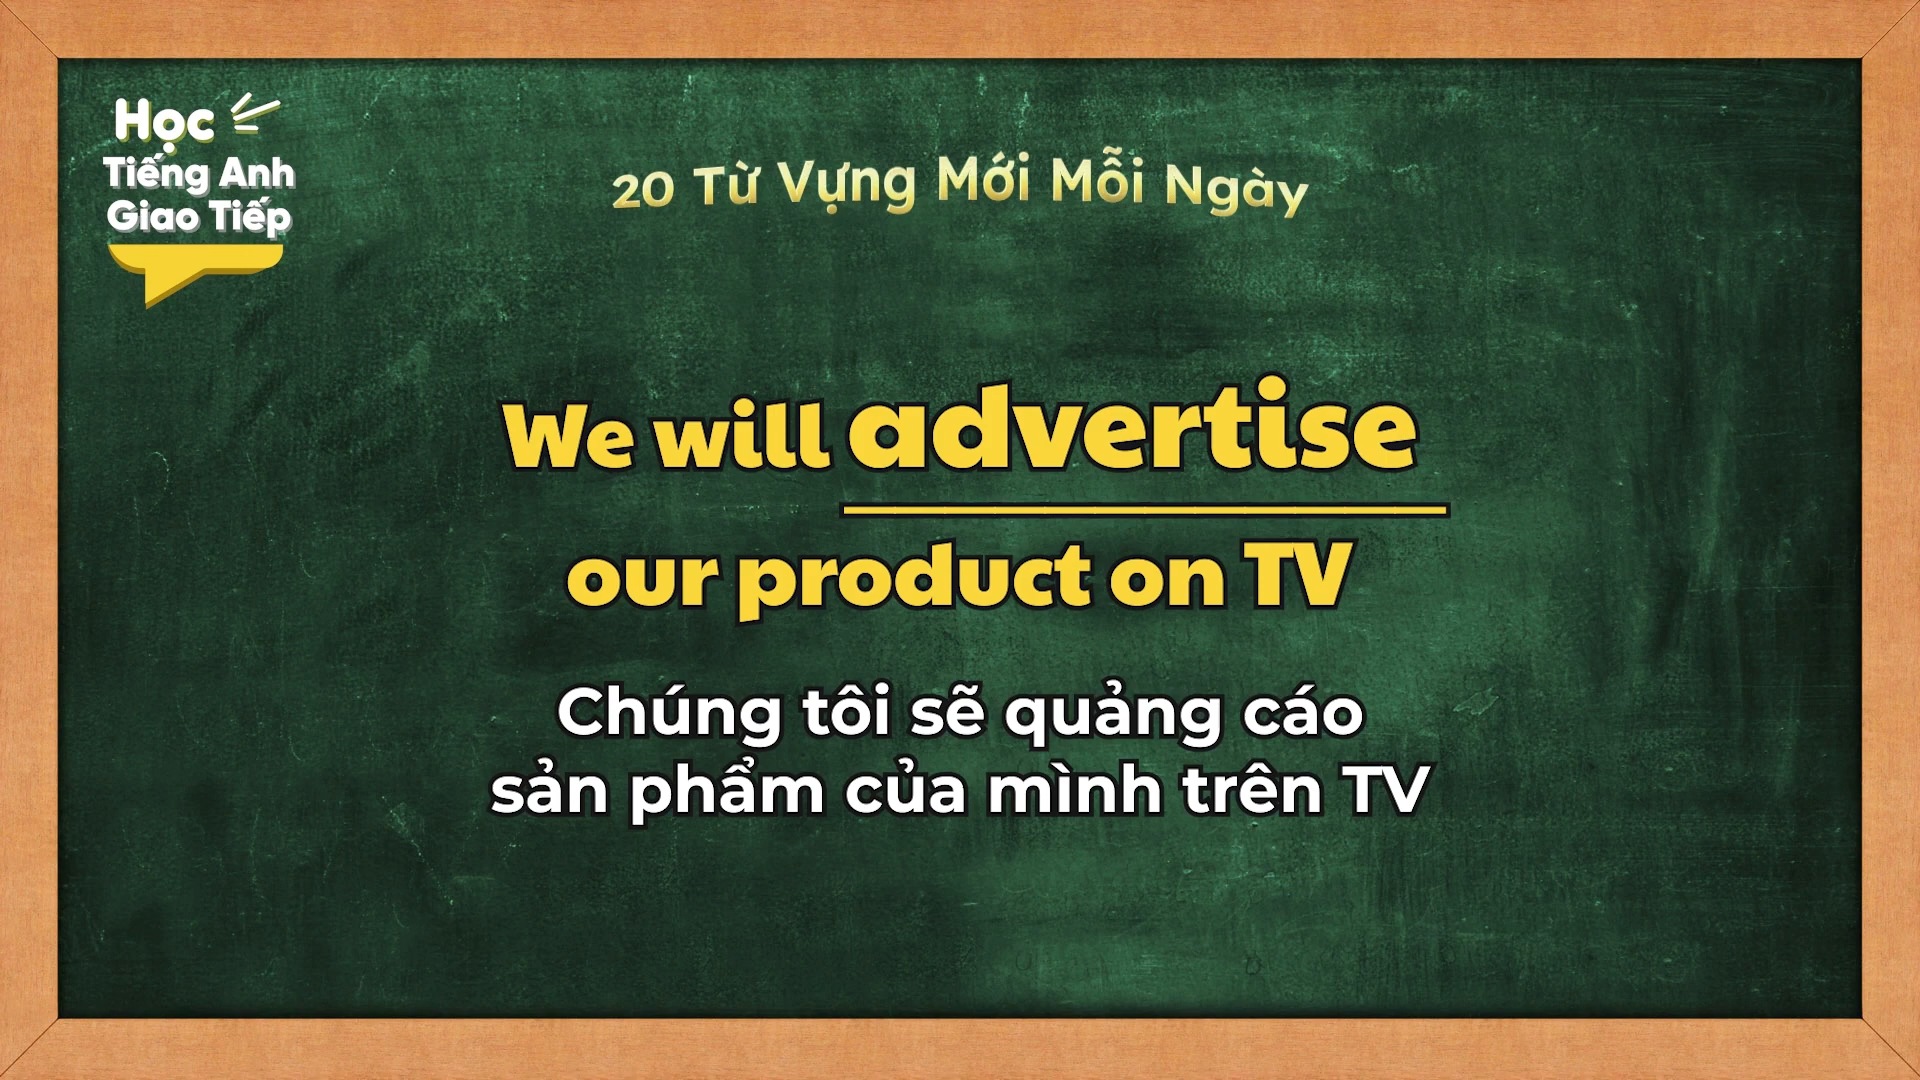 Học
Tiếng Anh
Giao Tiếp
20 Từ Vựng Mới Mỗi Ngày
We will advertise
our product on TV
Chúng tôi sẽ quảng cáo
sản phẩm của mình trên TV